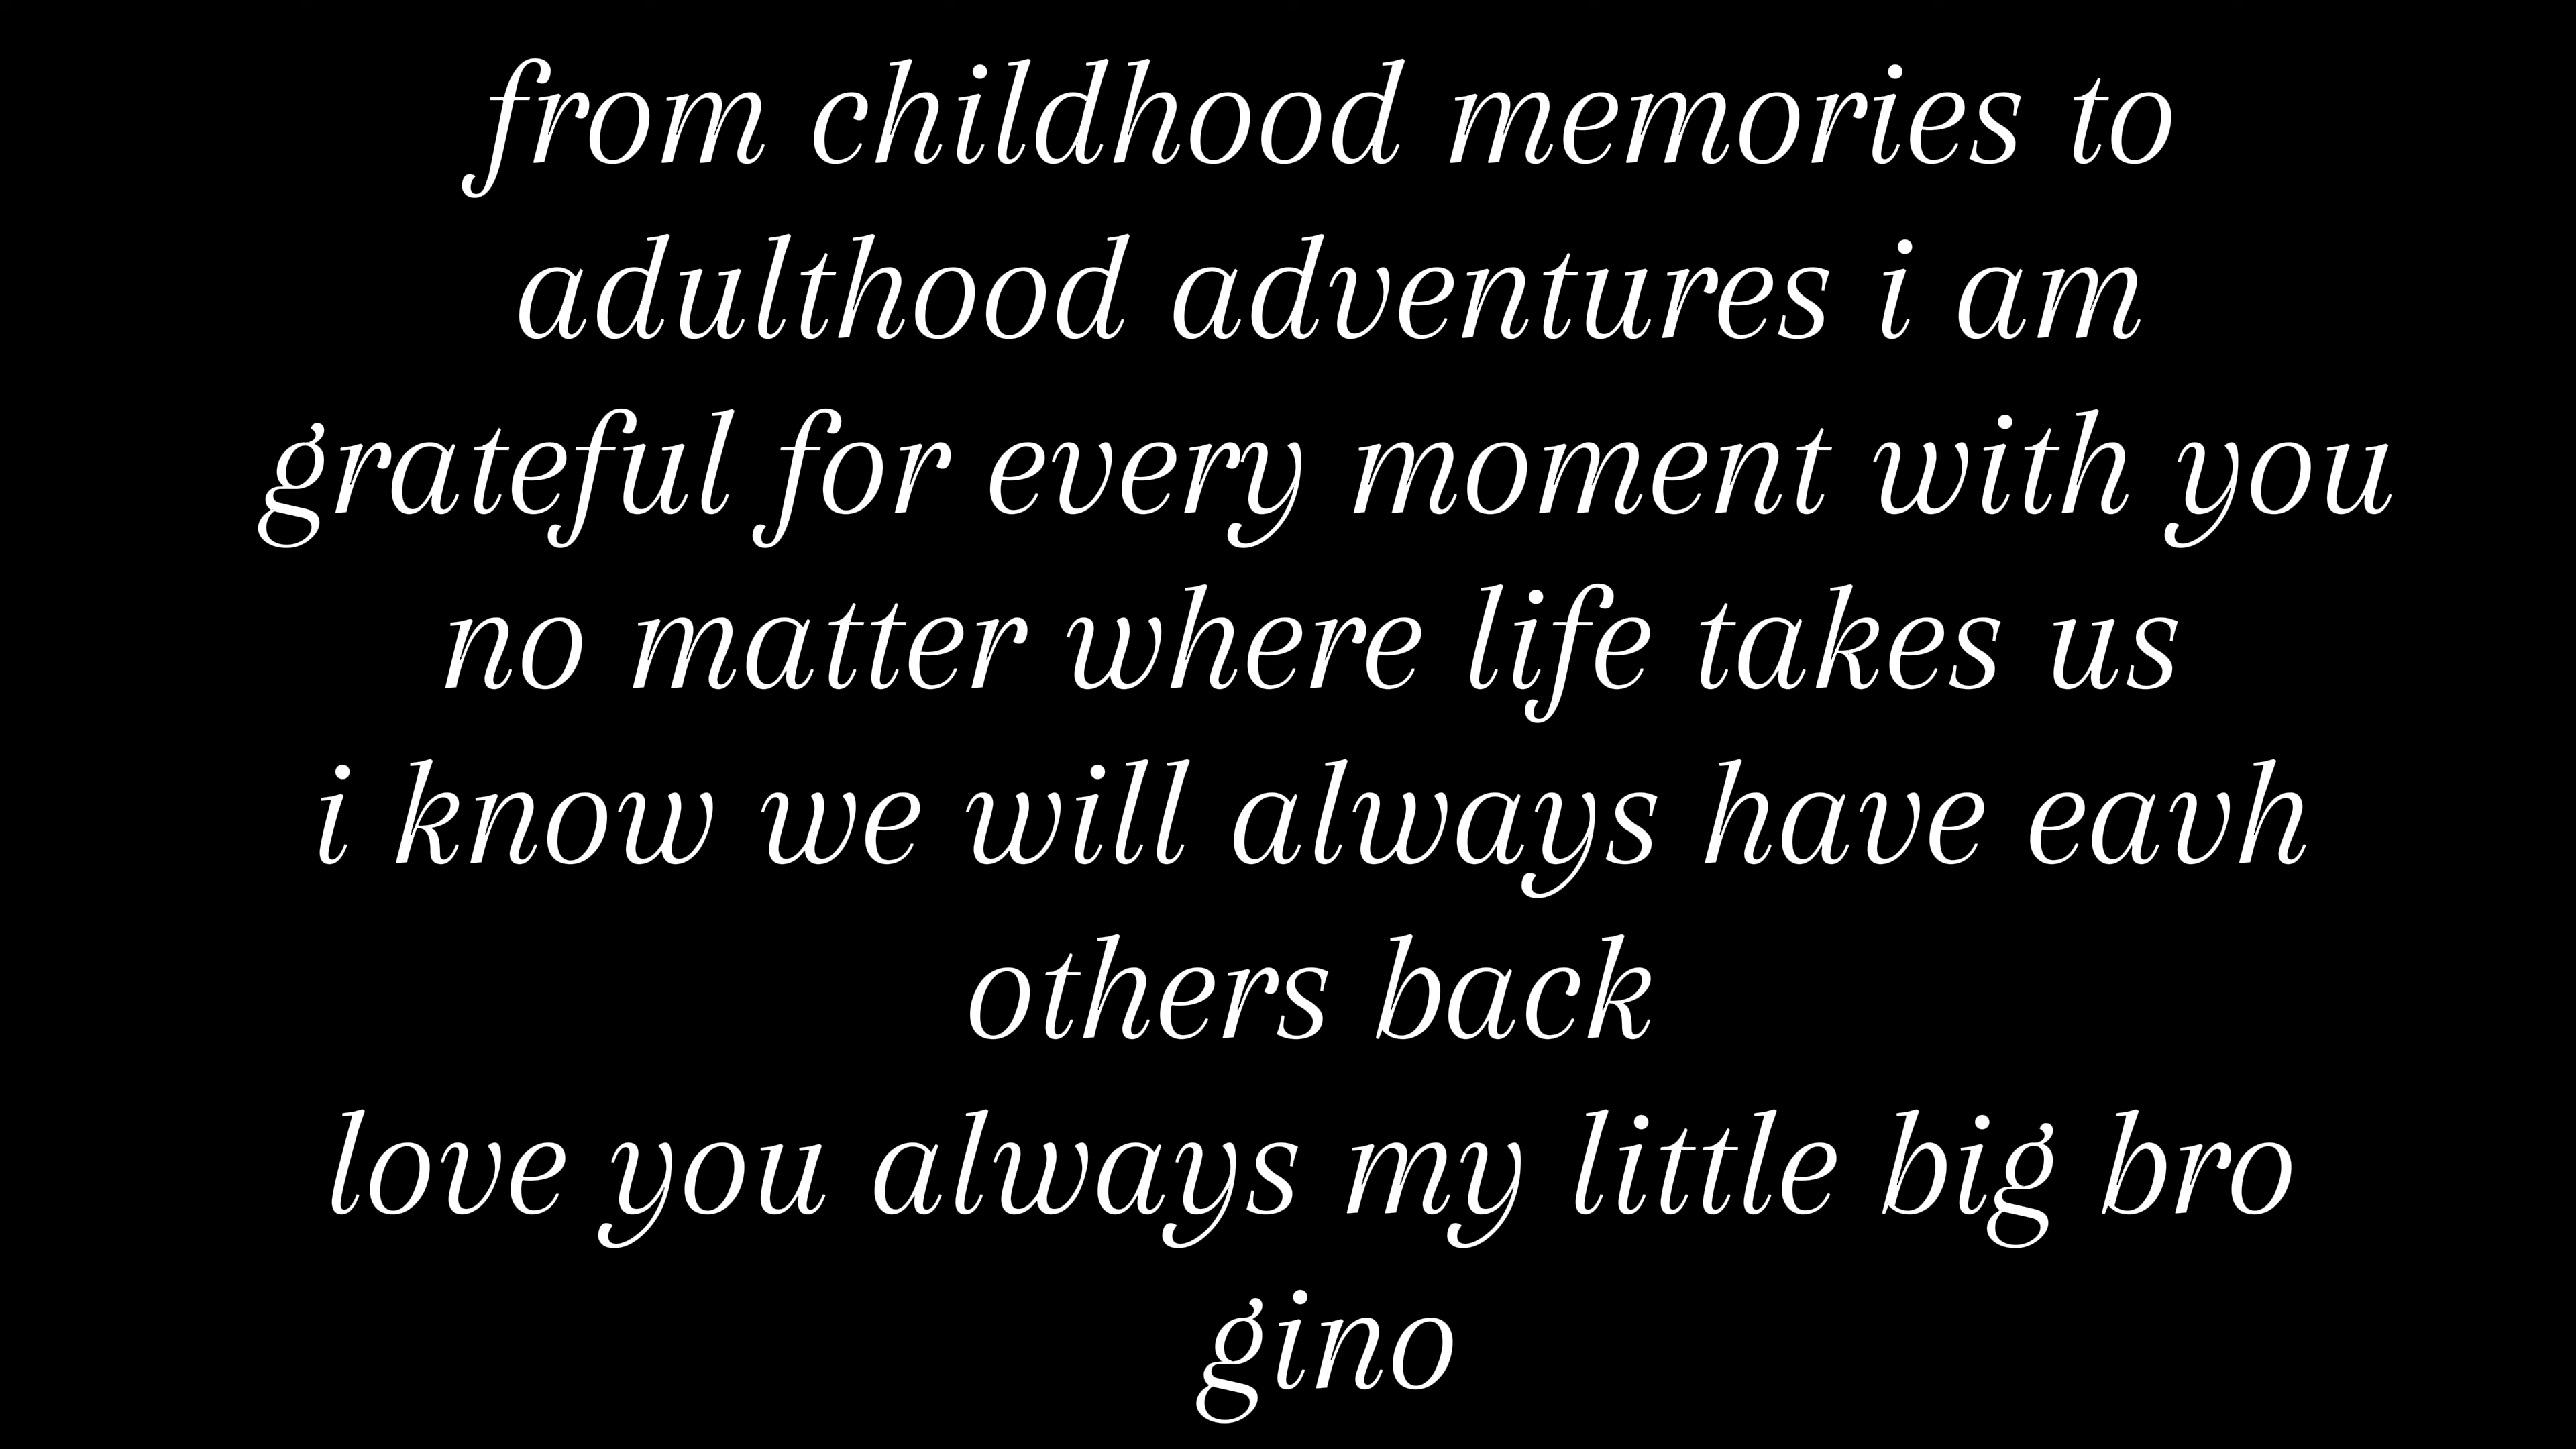 from childhood memories to
adulthood adventures i am
grateful for every moment with you
no matter where life takes us
i know we will always have eavh
others back
love you always my little big bro
gino